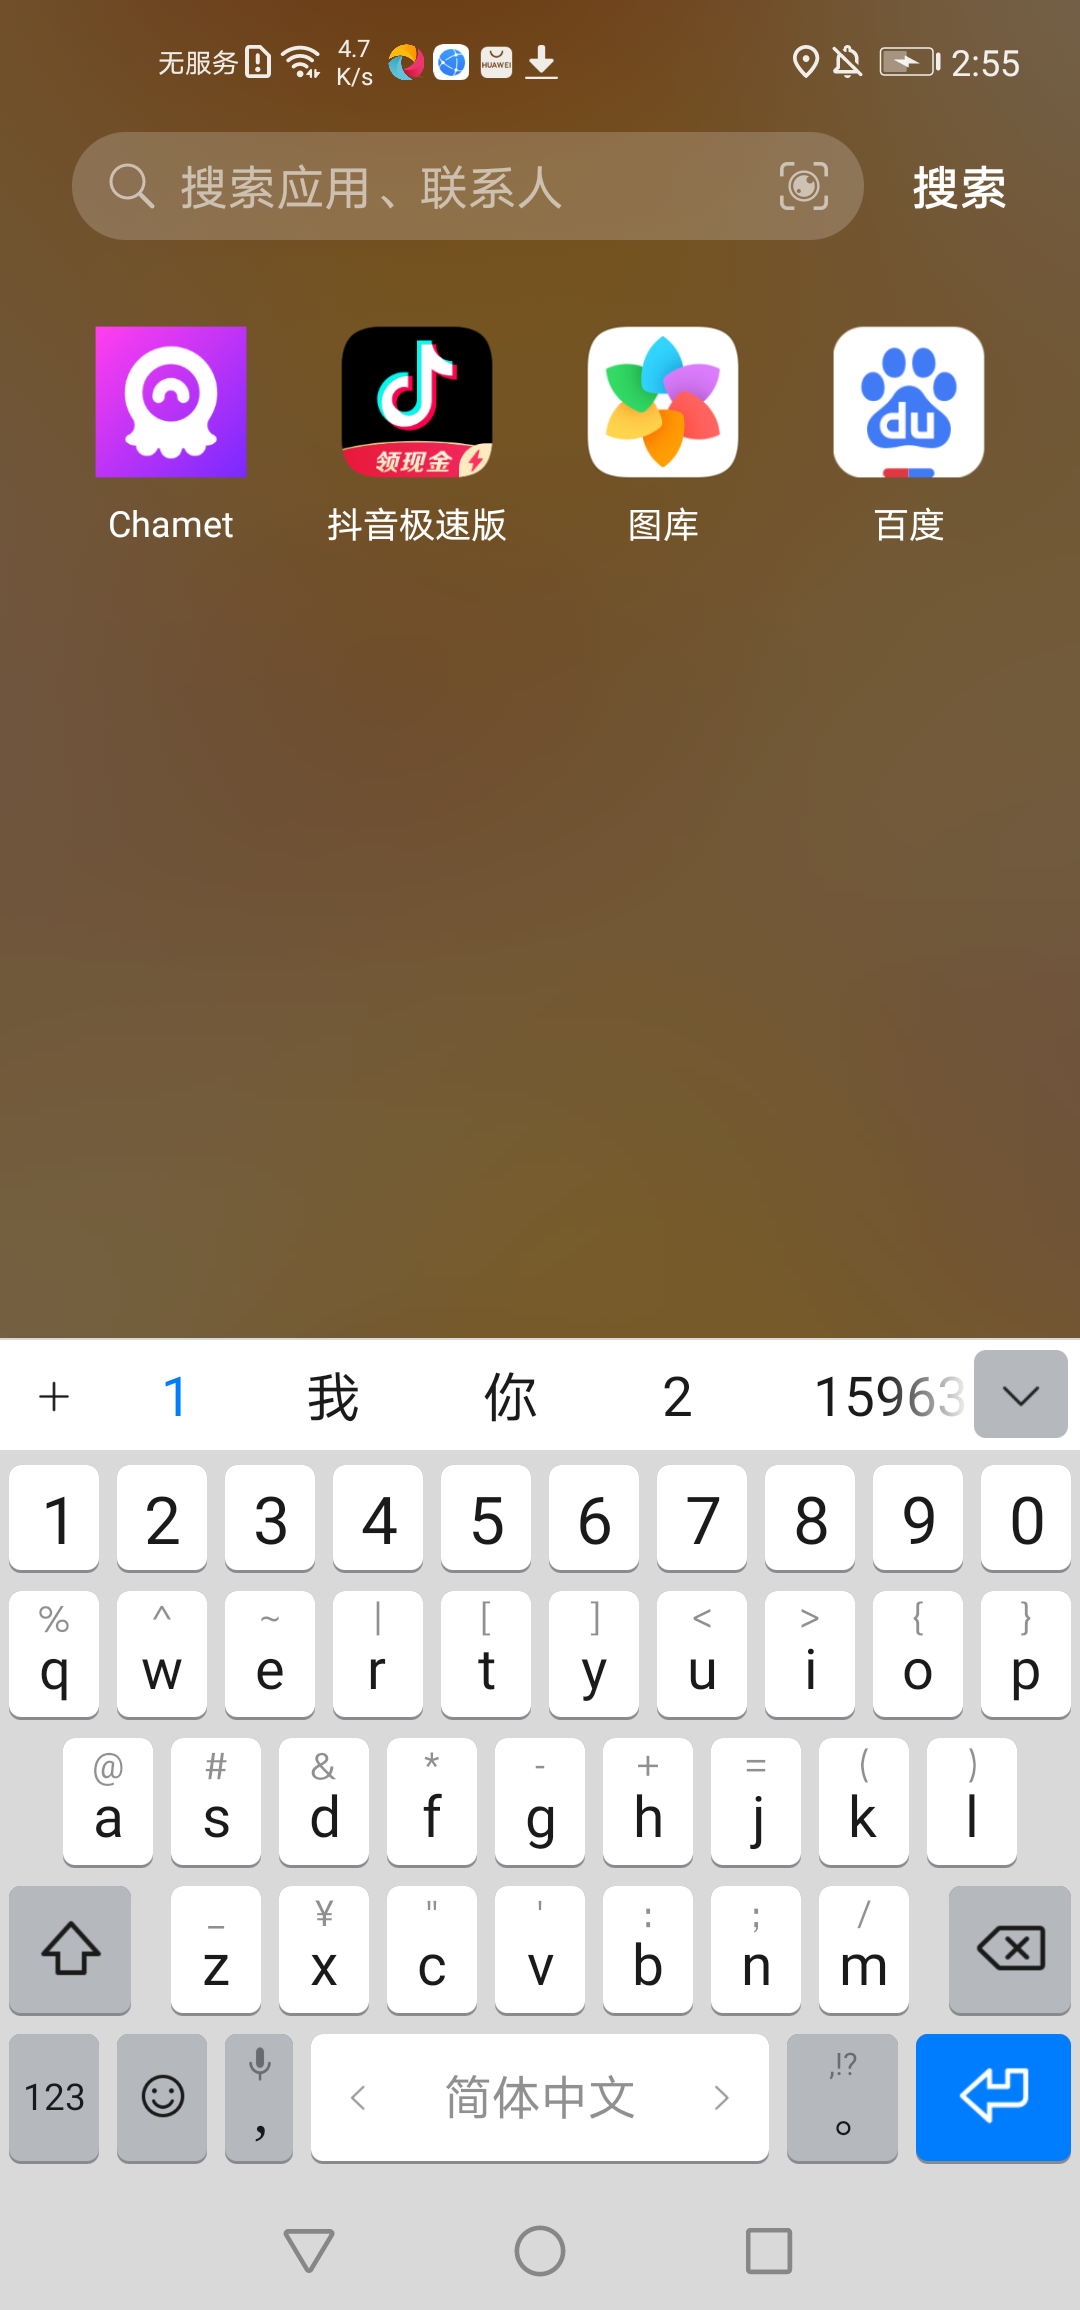 无服务 4.7 K/s HUAWEI 2:55
搜索应用、联系人 搜索
领现金 du
Chamet 抖音极速版 图库 百度
1 我 你 2 15963
1 2 3 4 5 6 7 8 9 0
% ^ ~ | [ ] < > { }
q w e r t y u i o p
@ # & * - + = ( )
a s d f g h j k l
_ ¥ " ' : ; /
z x c v b n m
,!?
123 , 简体中文 。